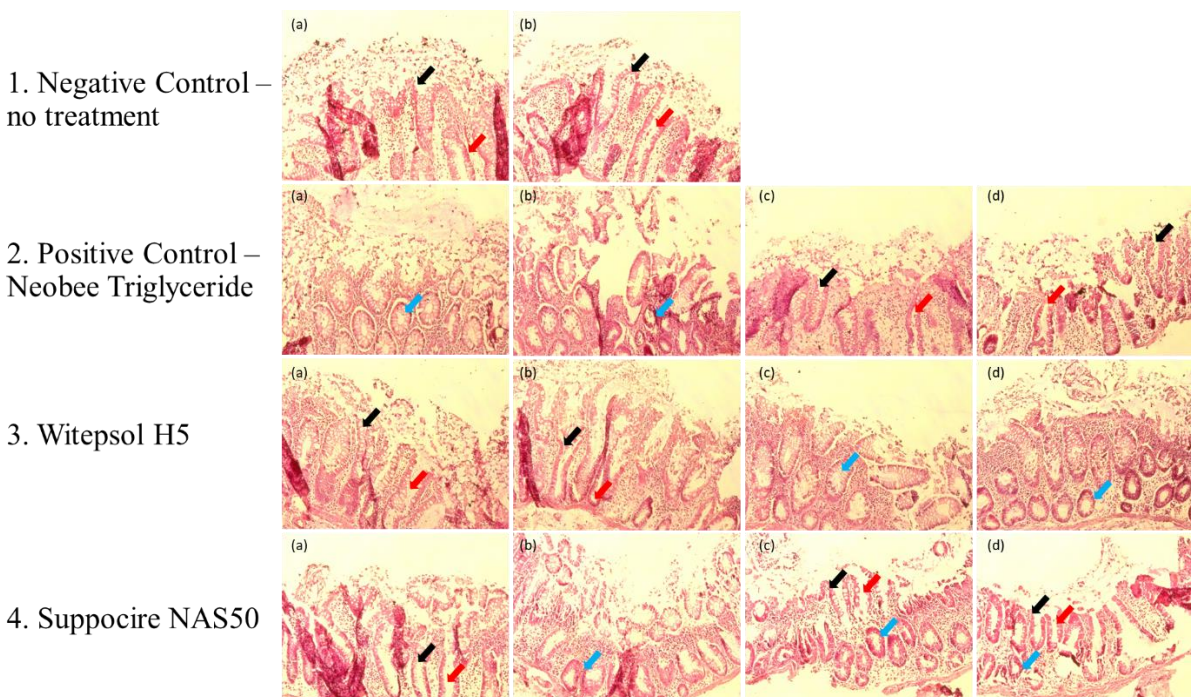 (a) (b)
1. Negative Control –
no treatment
(a) (b) (c) (d)
2. Positive Control –
Neobee Triglyceride
(a) (b) (c) (d)
3. Witepsol H5
(a) (b) (c) (d)
4. Suppocire NAS50